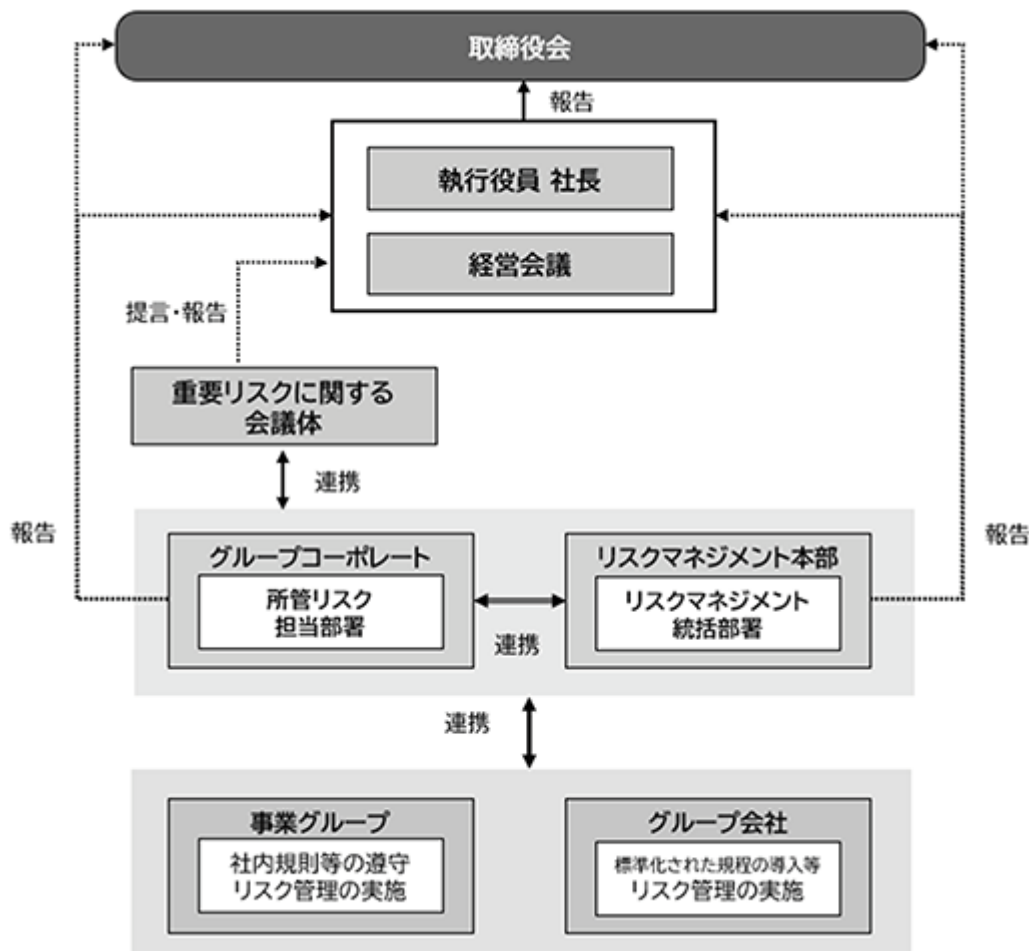 取締役会
報告
執行役員 社長
経営会議
提言・報告
重要リスクに関する
会議体
連携
報告
報告
グループコーポレート
所管リスク
担当部署
連携
リスクマネジメント本部
リスクマネジメント
統括部署
連携
事業グループ
社内規則等の遵守
リスク管理の実施
グループ会社
標準化された規程の導入等
リスク管理の実施